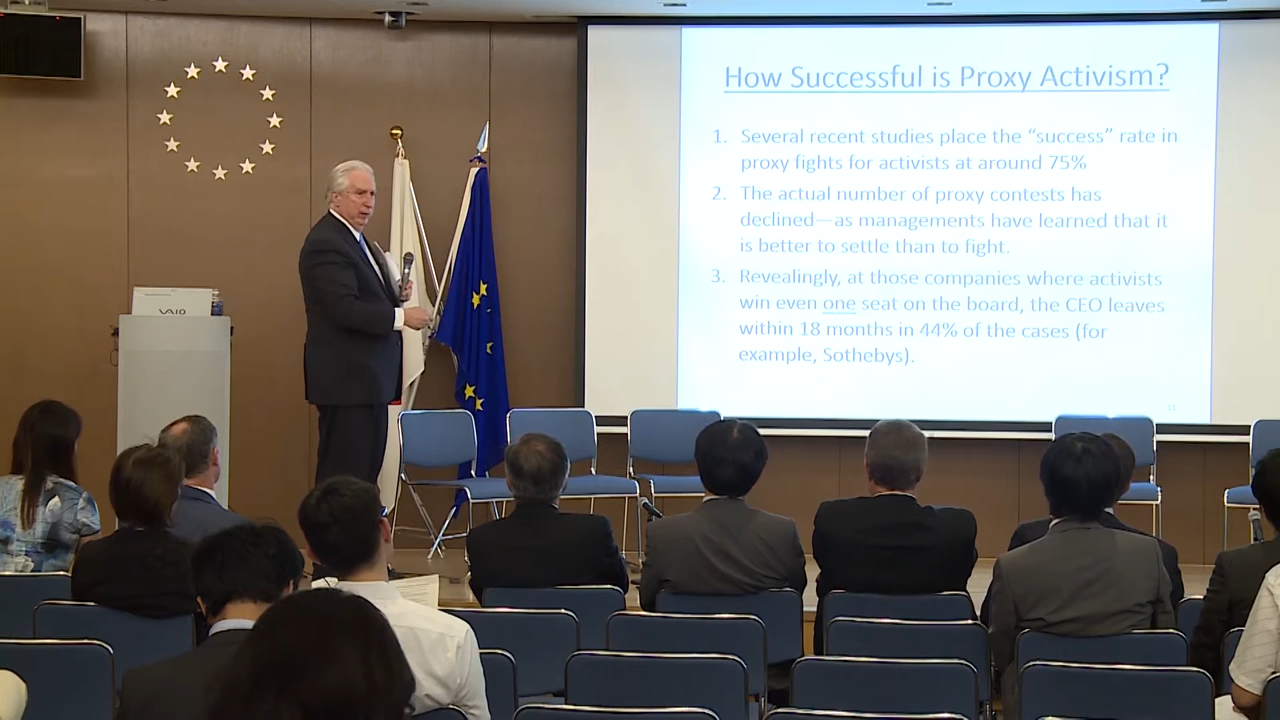 How Successful is Proxy Activism?
1. Several recent studies place the “success” rate in
proxy fights for activists at around 75%
2. The actual number of proxy contests has
declined—as managements have learned that it
is better to settle than to fight.
3. Revealingly, at those companies where activists
win even one seat on the board, the CEO leaves
within 18 months in 44% of the cases (for
example, Sothebys).
VAIO